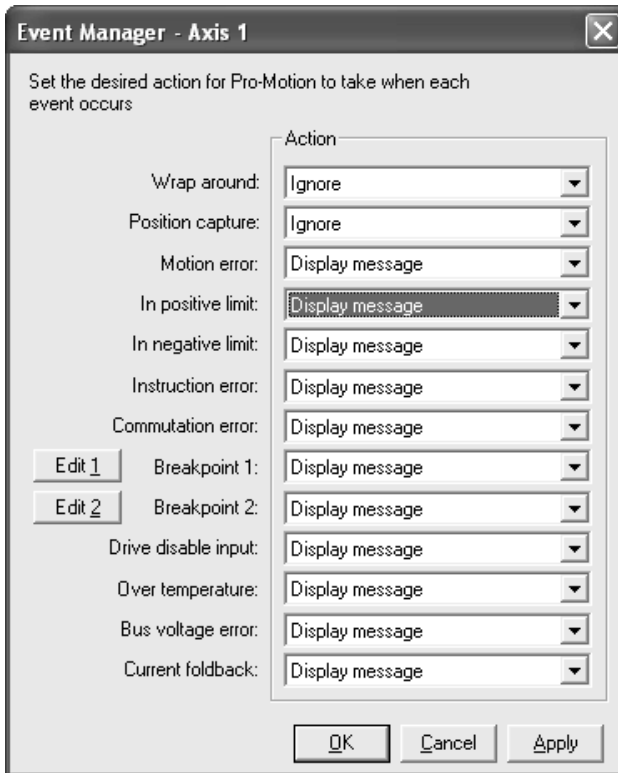 Event Manager - Axis 1
Set the desired action for Pro-Motion to take when each
event occurs
Action
Wrap around: Ignore
Position capture: Ignore
Motion error: Display message
In positive limit: Display message
In negative limit: Display message
Instruction error: Display message
Commutation error: Display message
Edit 1 Breakpoint 1: Display message
Edit 2 Breakpoint 2: Display message
Drive disable input: Display message
Over temperature: Display message
Bus voltage error: Display message
Current foldback: Display message
OK Cancel Apply